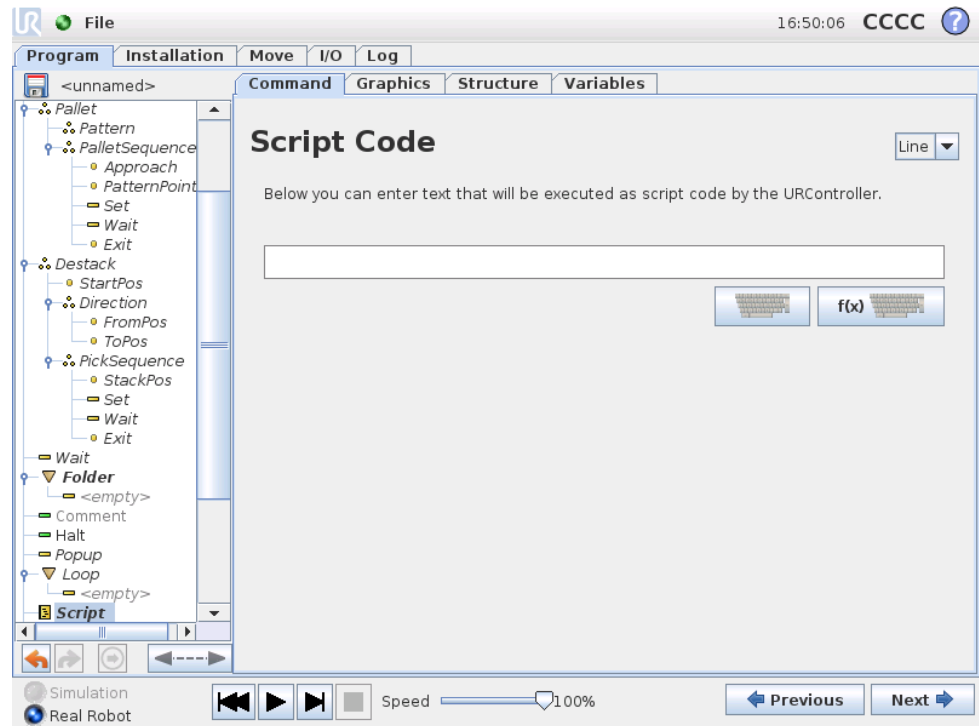 UR File 16:50:06 CCCC ?
Program Installation Move I/O Log
<unnamed>
Command Graphics Structure Variables
Pallet
Pattern
PalletSequence
Approach
PatternPoint
Set
Wait
Exit
Destack
StartPos
Direction
FromPos
ToPos
PickSequence
StackPos
Set
Wait
Exit
Wait
Folder
<empty>
Comment
Halt
Popup
Loop
<empty>
Script
Script Code
Line
Below you can enter text that will be executed as script code by the URController.
f(x)
Simulation
Real Robot
Speed 100%
Previous Next